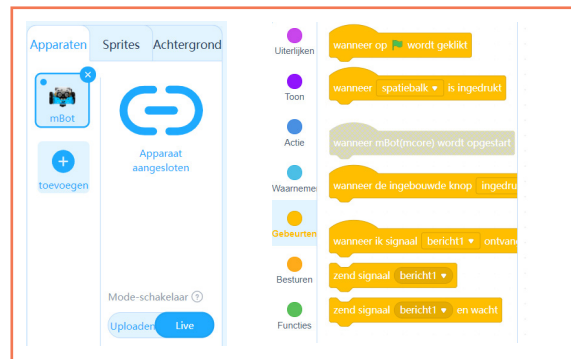 Apparaten Sprites Achtergrond
mBot
toevoegen
Apparaat
aangesloten
Mode-schakelaar ?
Uploaden Live
Uiterlijken
Toon
Actie
Waarnemen
Gebeurten
Besturen
Functies
wanneer op wordt geklikt
wanneer spatiebalk is ingedrukt
wanneer mBot(mcore) wordt opgestart
wanneer de ingebouwde knop ingedru
wanneer ik signaal bericht1 ontvan
zend signaal bericht1
zend signaal bericht1 en wacht